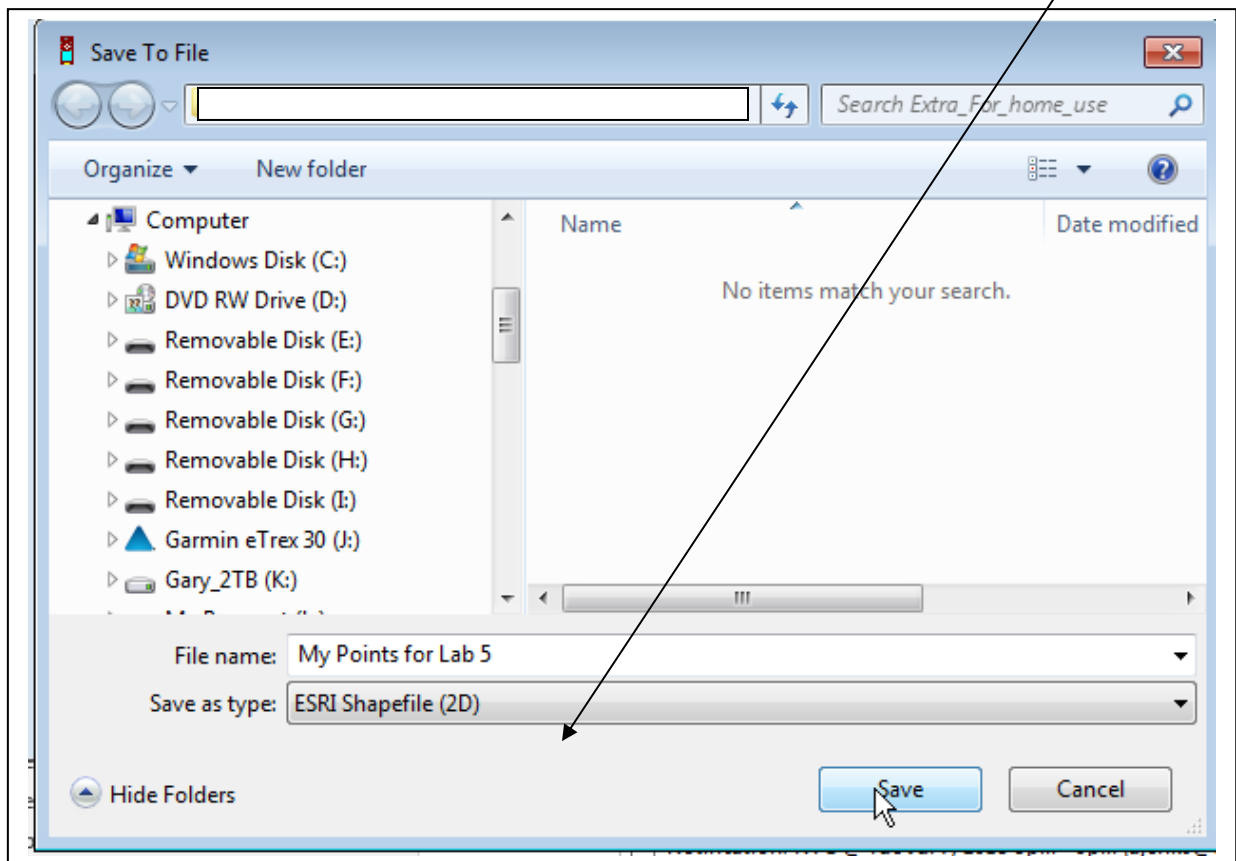 Save To File
Search Extra_For_home_use
Organize New folder
Computer
Name Date modified
Windows Disk (C:)
DVD RW Drive (D:)
No items match your search.
Removable Disk (E:)
Removable Disk (F:)
Removable Disk (G:)
Removable Disk (H:)
Removable Disk (I:)
Garmin eTrex 30 (J:)
Gary_2TB (K:)
File name: My Points for Lab 5
Save as type: ESRI Shapefile (2D)
Hide Folders Save Cancel